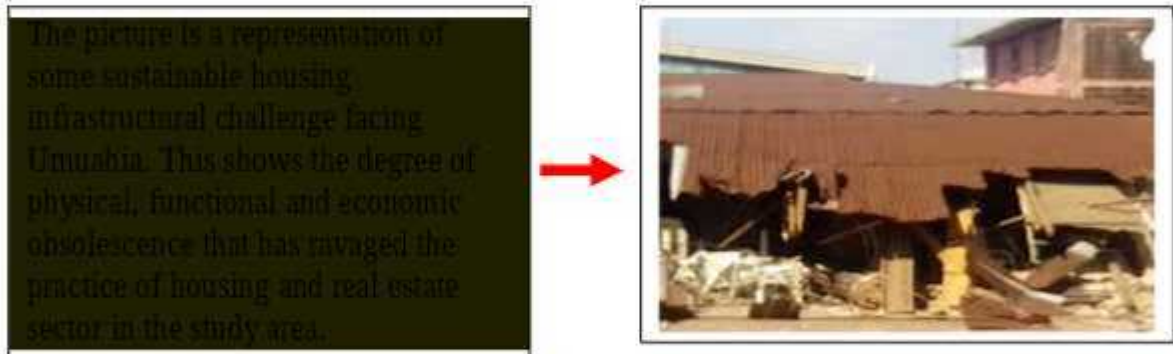 The picture is a representation of
some sustainable housing,
infrastructural challenge facing
Umuahia. This shows the degree of
physical, functional and economic
obsolescence that has ravaged the
practice of housing and real estate
sector in the study area.